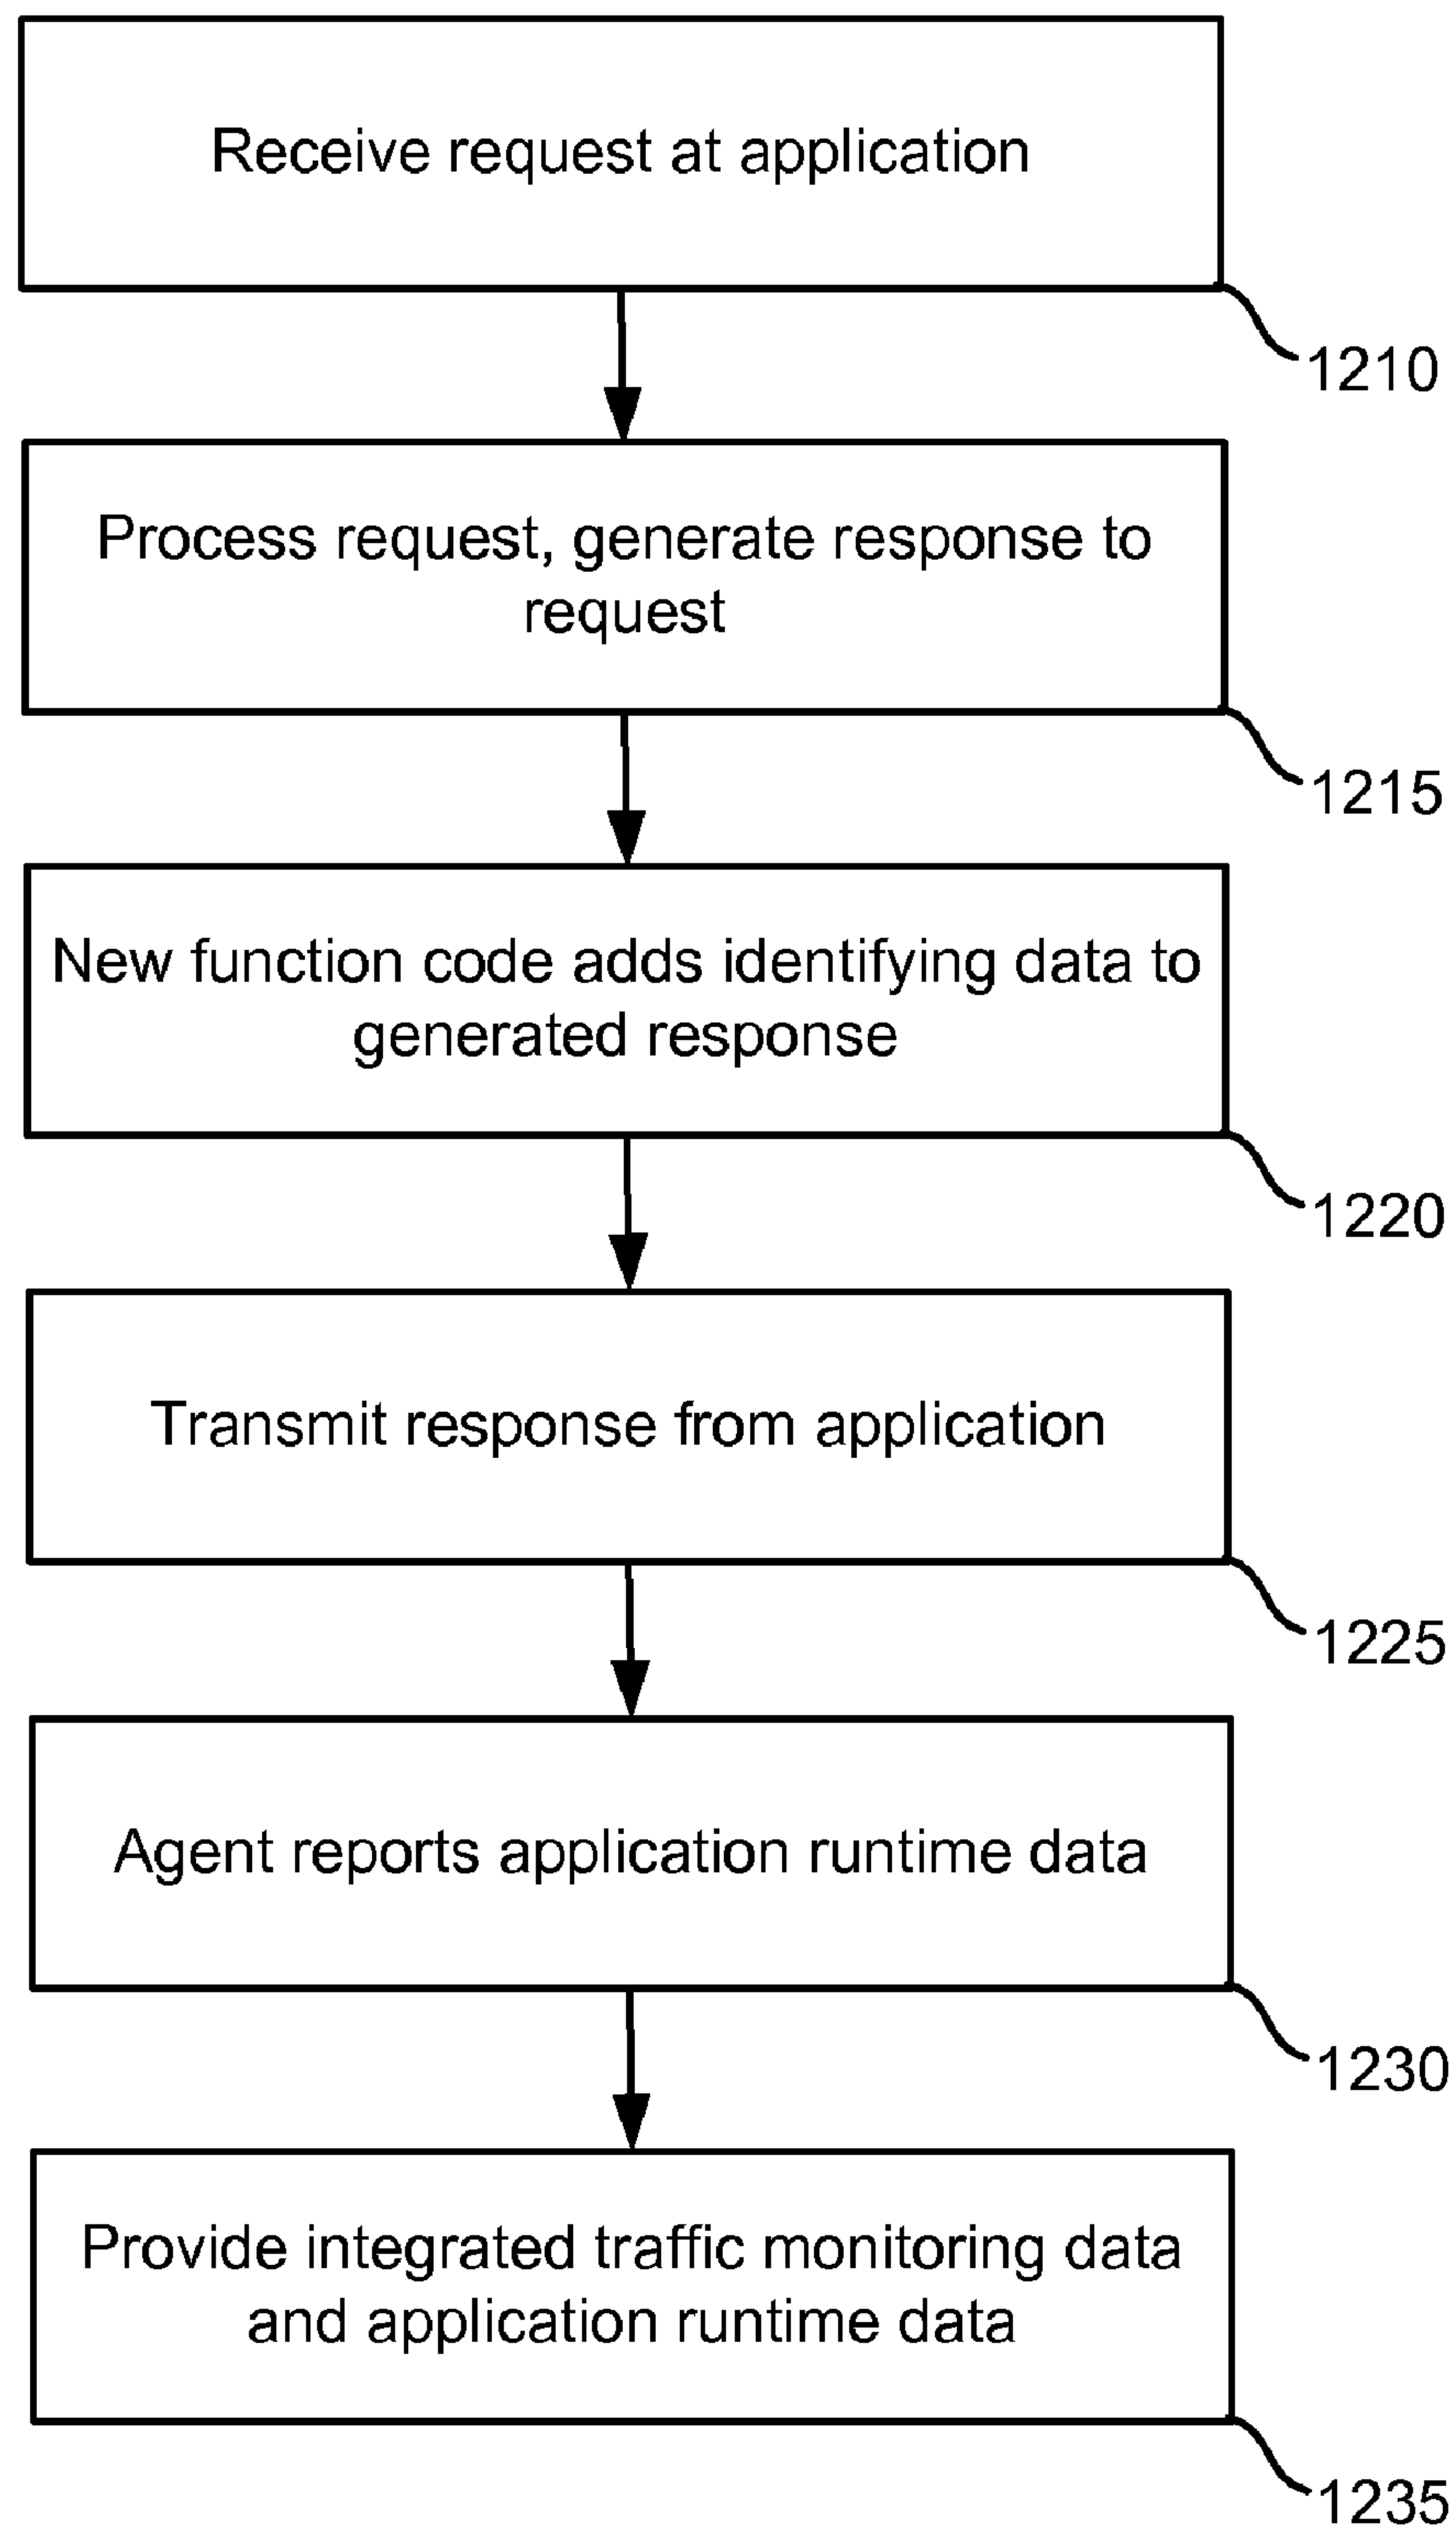 Receive request at application
1210
Process request, generate response to
request
1215
New function code adds identifying data to
generated response
1220
Transmit response from application
1225
Agent reports application runtime data
1230
Provide integrated traffic monitoring data
and application runtime data
1235